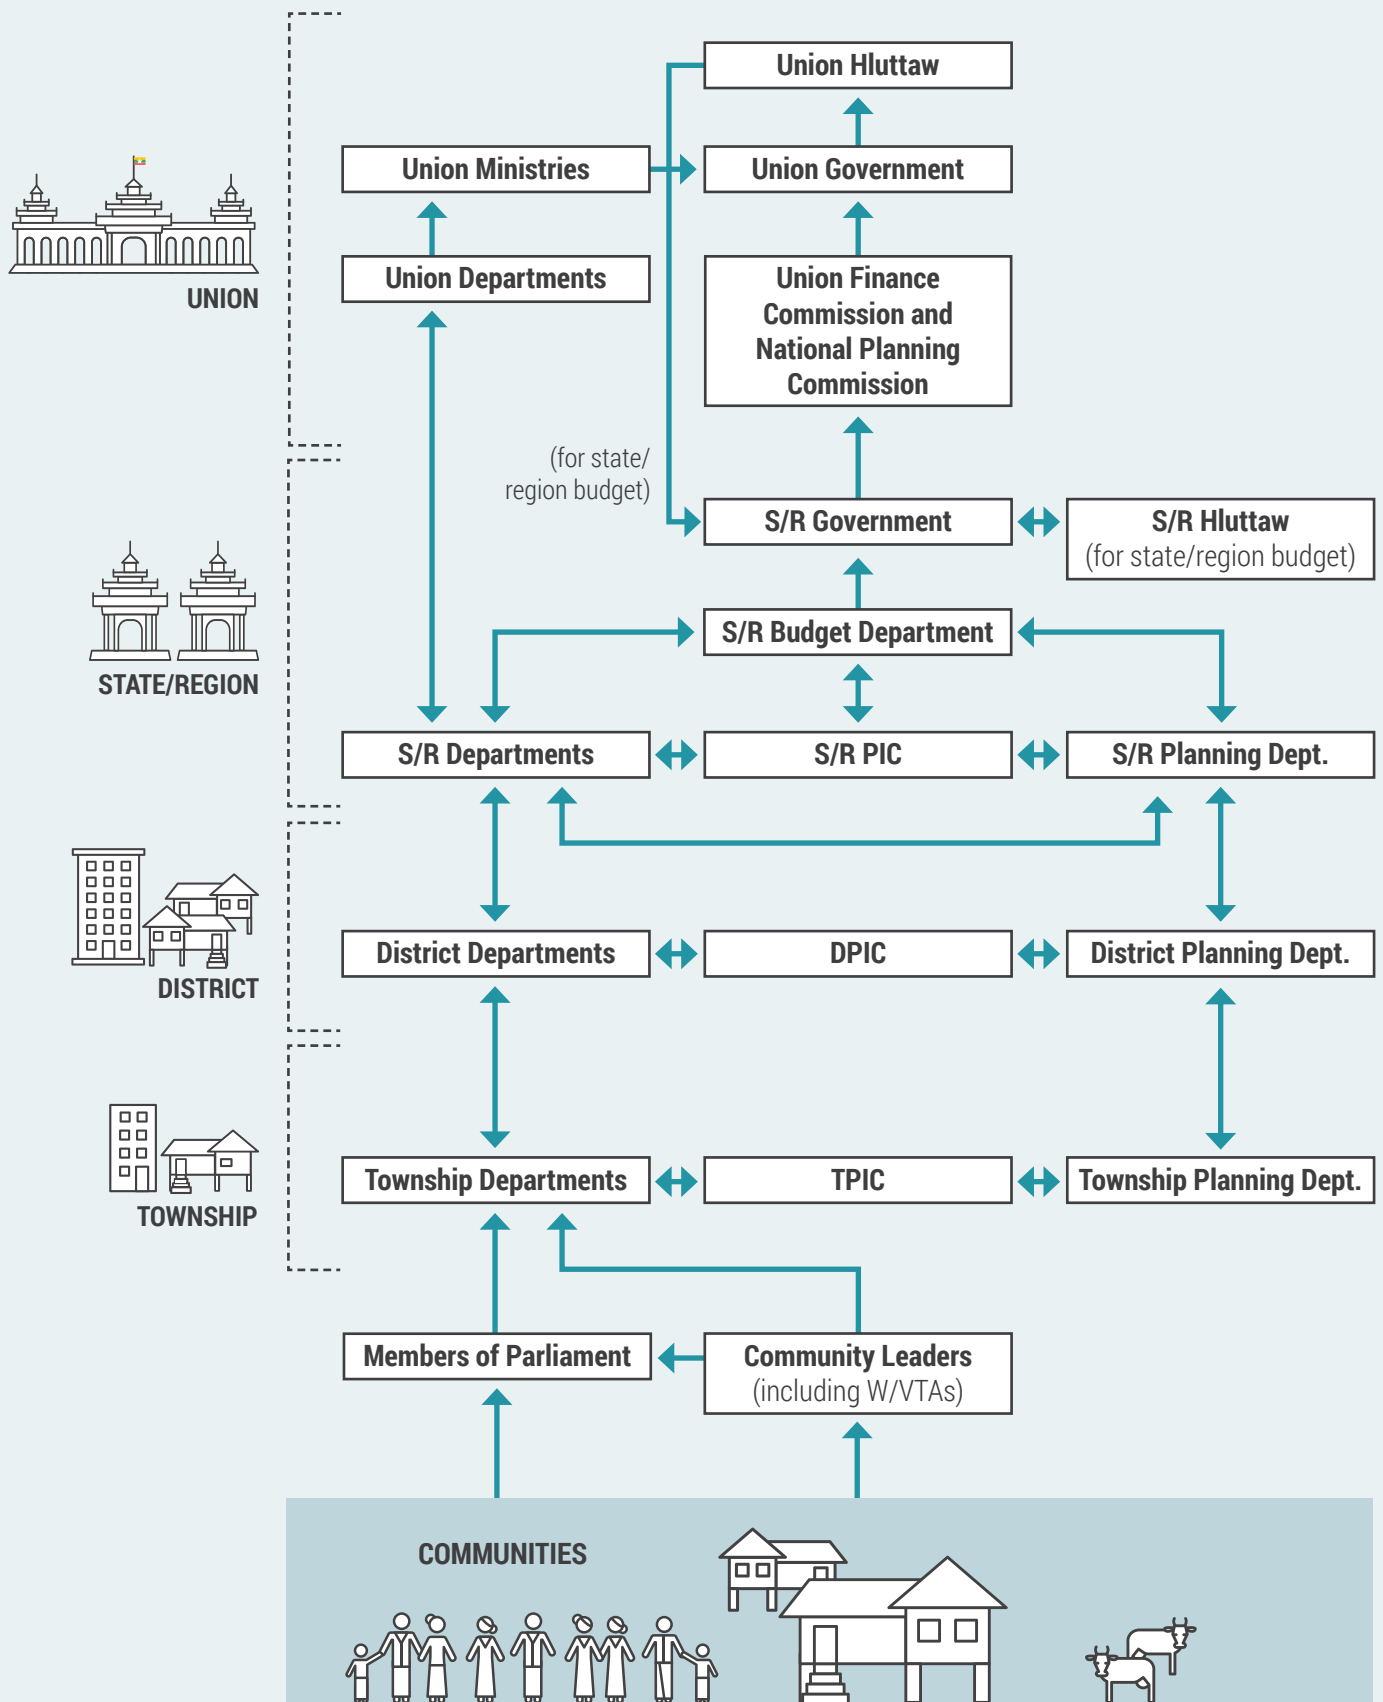 Union Hluttaw
Union Ministries
Union Government
Union Departments
Union Finance
Commission and
National Planning
Commission
UNION
(for state/
region budget)
S/R Government
S/R Hluttaw
(for state/region budget)
S/R Budget Department
STATE/REGION
S/R Departments
S/R PIC
S/R Planning Dept.
District Departments
DPIC
District Planning Dept.
DISTRICT
Township Departments
TPIC
Township Planning Dept.
TOWNSHIP
Members of Parliament
Community Leaders
(including W/VTAs)
COMMUNITIES